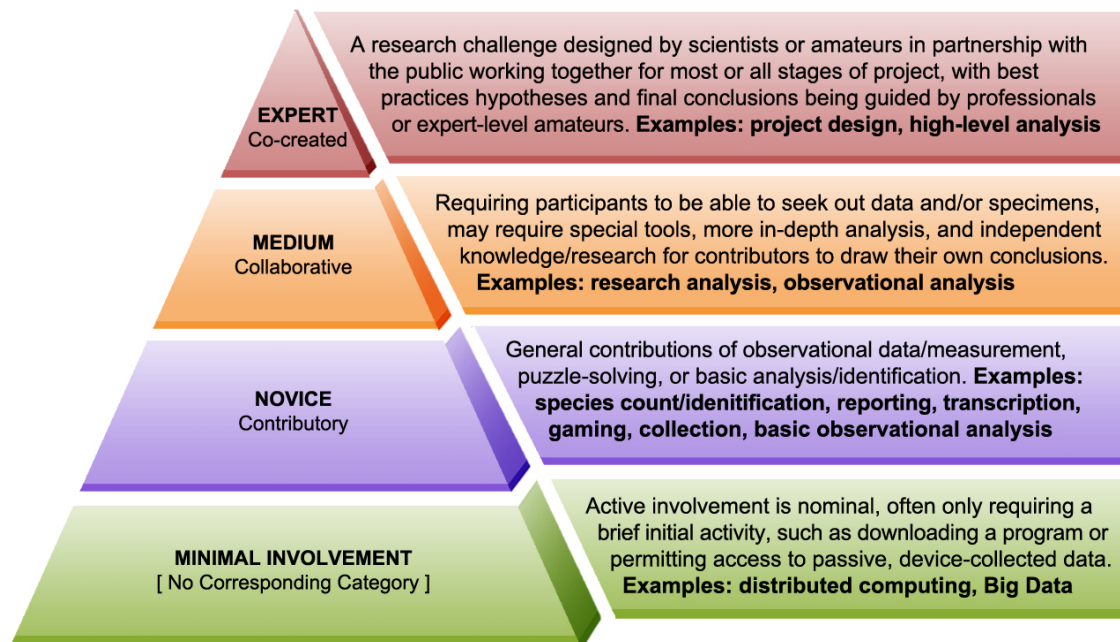 EXPERT
Co-created
A research challenge designed by scientists or amateurs in partnership with
the public working together for most or all stages of project, with best
practices hypotheses and final conclusions being guided by professionals
or expert-level amateurs. Examples: project design, high-level analysis
MEDIUM
Collaborative
Requiring participants to be able to seek out data and/or specimens,
may require special tools, more in-depth analysis, and independent
knowledge/research for contributors to draw their own conclusions.
Examples: research analysis, observational analysis
NOVICE
Contributory
General contributions of observational data/measurement,
puzzle-solving, or basic analysis/identification. Examples:
species count/idenitification, reporting, transcription,
gaming, collection, basic observational analysis
MINIMAL INVOLVEMENT
[ No Corresponding Category ]
Active involvement is nominal, often only requiring a
brief initial activity, such as downloading a program or
permitting access to passive, device-collected data.
Examples: distributed computing, Big Data